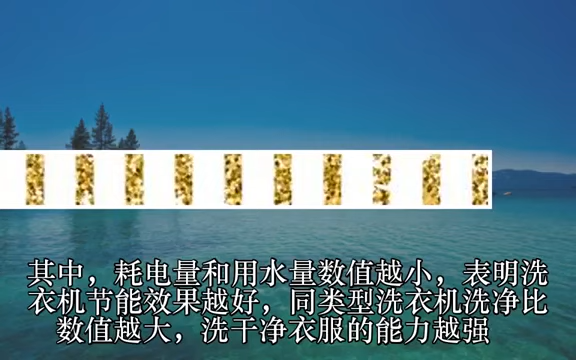 其中，耗电量和用水量数值越小，表明洗
衣机节能效果越好，同类型洗衣机洗净比
数值越大，洗干净衣服的能力越强